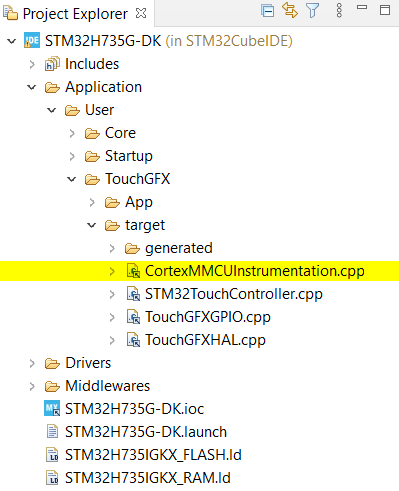 Project Explorer
STM32H735G-DK (in STM32CubeIDE)
Includes
Application
User
Core
Startup
TouchGFX
App
target
generated
CortexMMCUInstrumentation.cpp
STM32TouchController.cpp
TouchGFXGPIO.cpp
TouchGFXHAL.cpp
Drivers
Middlewares
STM32H735G-DK.ioc
STM32H735G-DK.launch
STM32H735IGKX_FLASH.ld
STM32H735IGKX_RAM.ld